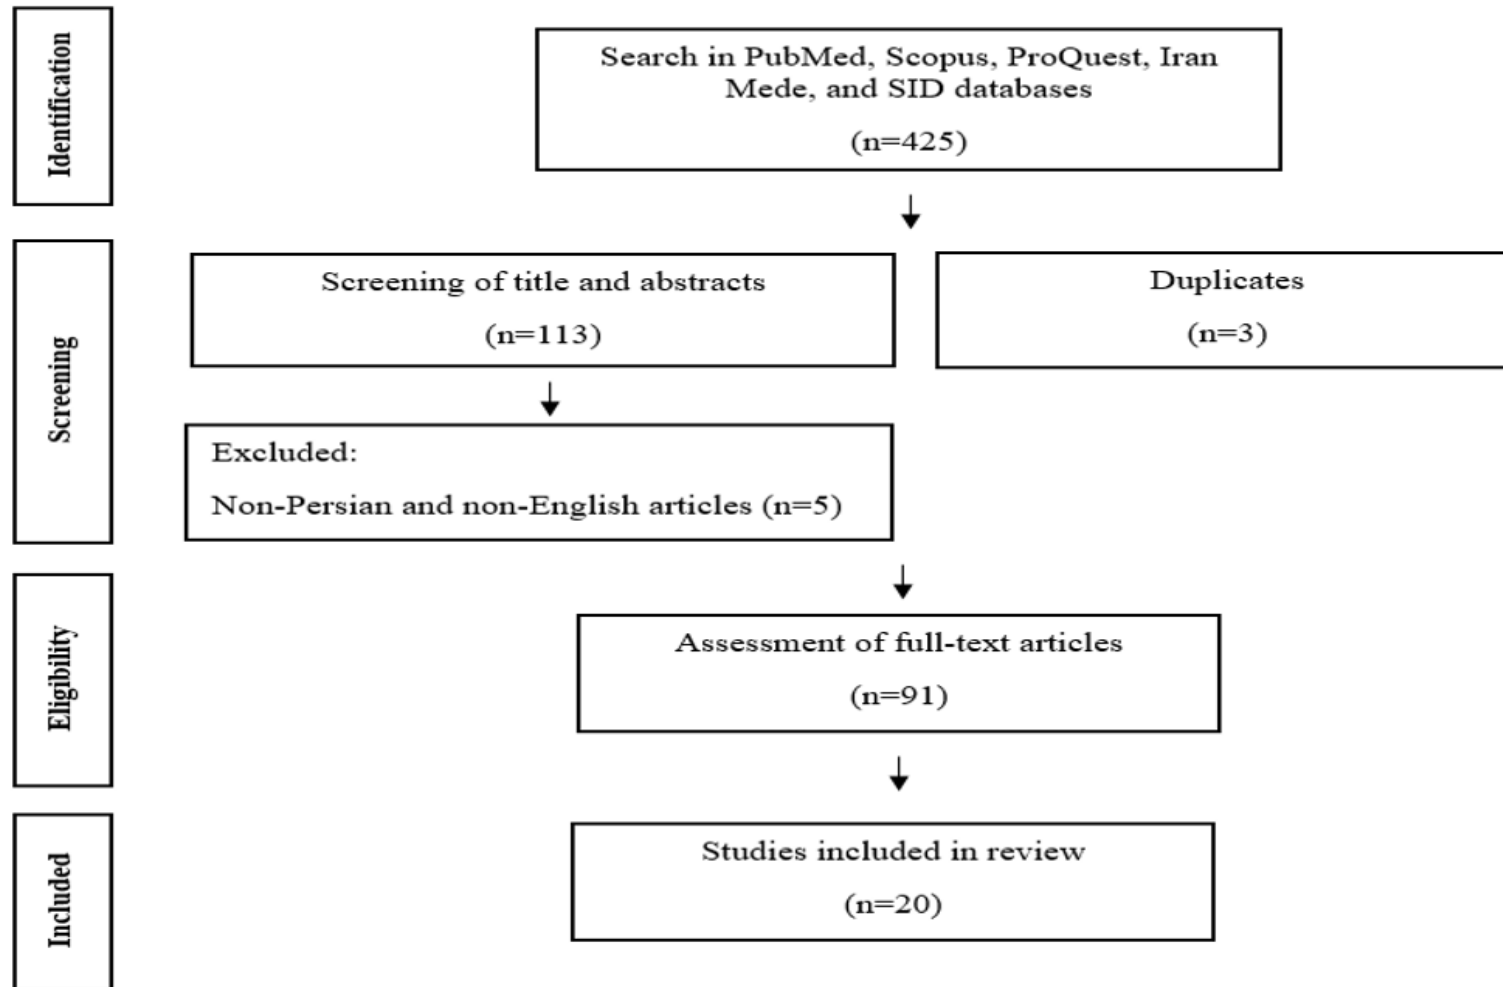 Identification
Search in PubMed, Scopus, ProQuest, Iran
Mede, and SID databases
(n=425)
Screening
Screening of title and abstracts
(n=113)
Duplicates
(n=3)
Excluded:
Non-Persian and non-English articles (n=5)
Eligibility
Assessment of full-text articles
(n=91)
Included
Studies included in review
(n=20)